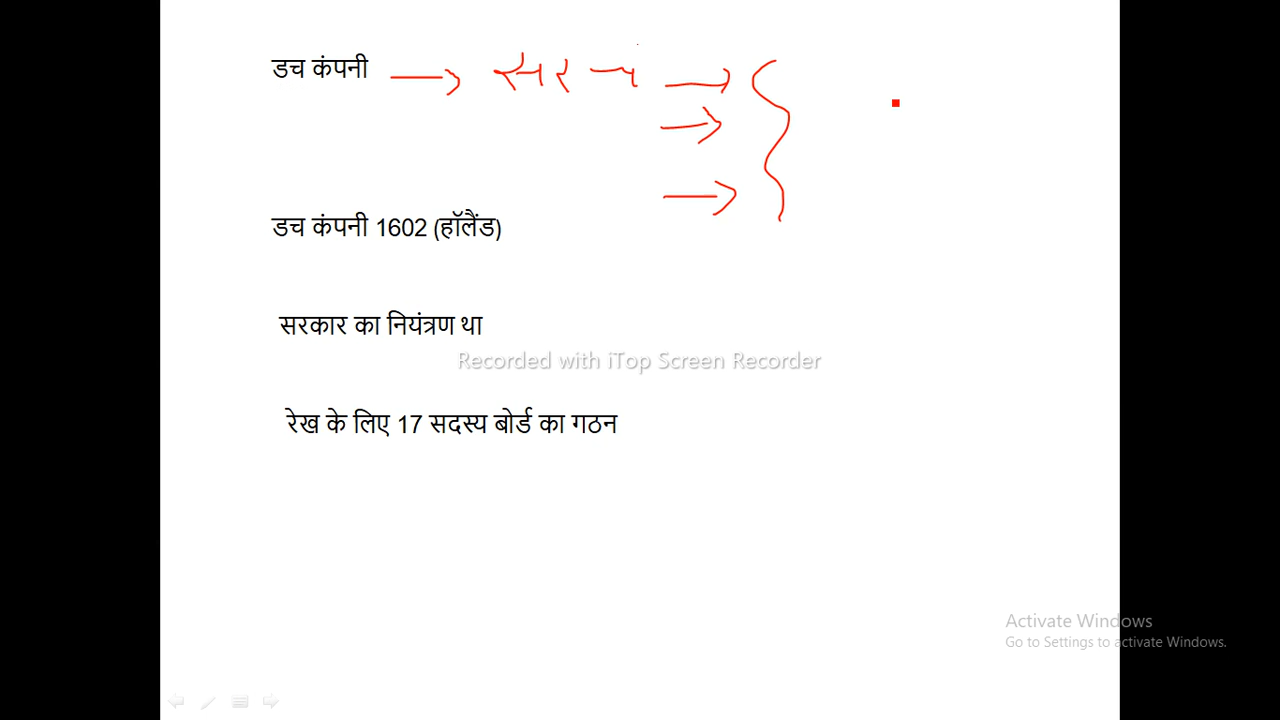 डच कंपनी
डच कंपनी 1602 (हॉलैंड)
सरकार का नियंत्रण था
Recorded with iTop Screen Recorder
रेख के लिए 17 सदस्य बोर्ड का गठन
Activate Windows
Go to Settings to activate Windows.